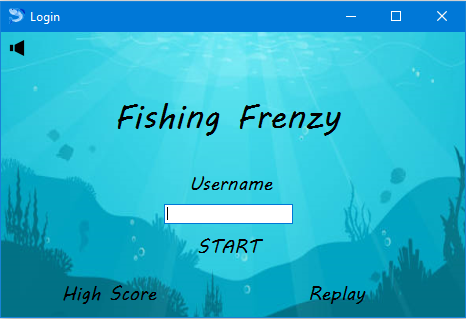 Login
Fishing Frenzy
Username
START
High Score
Replay